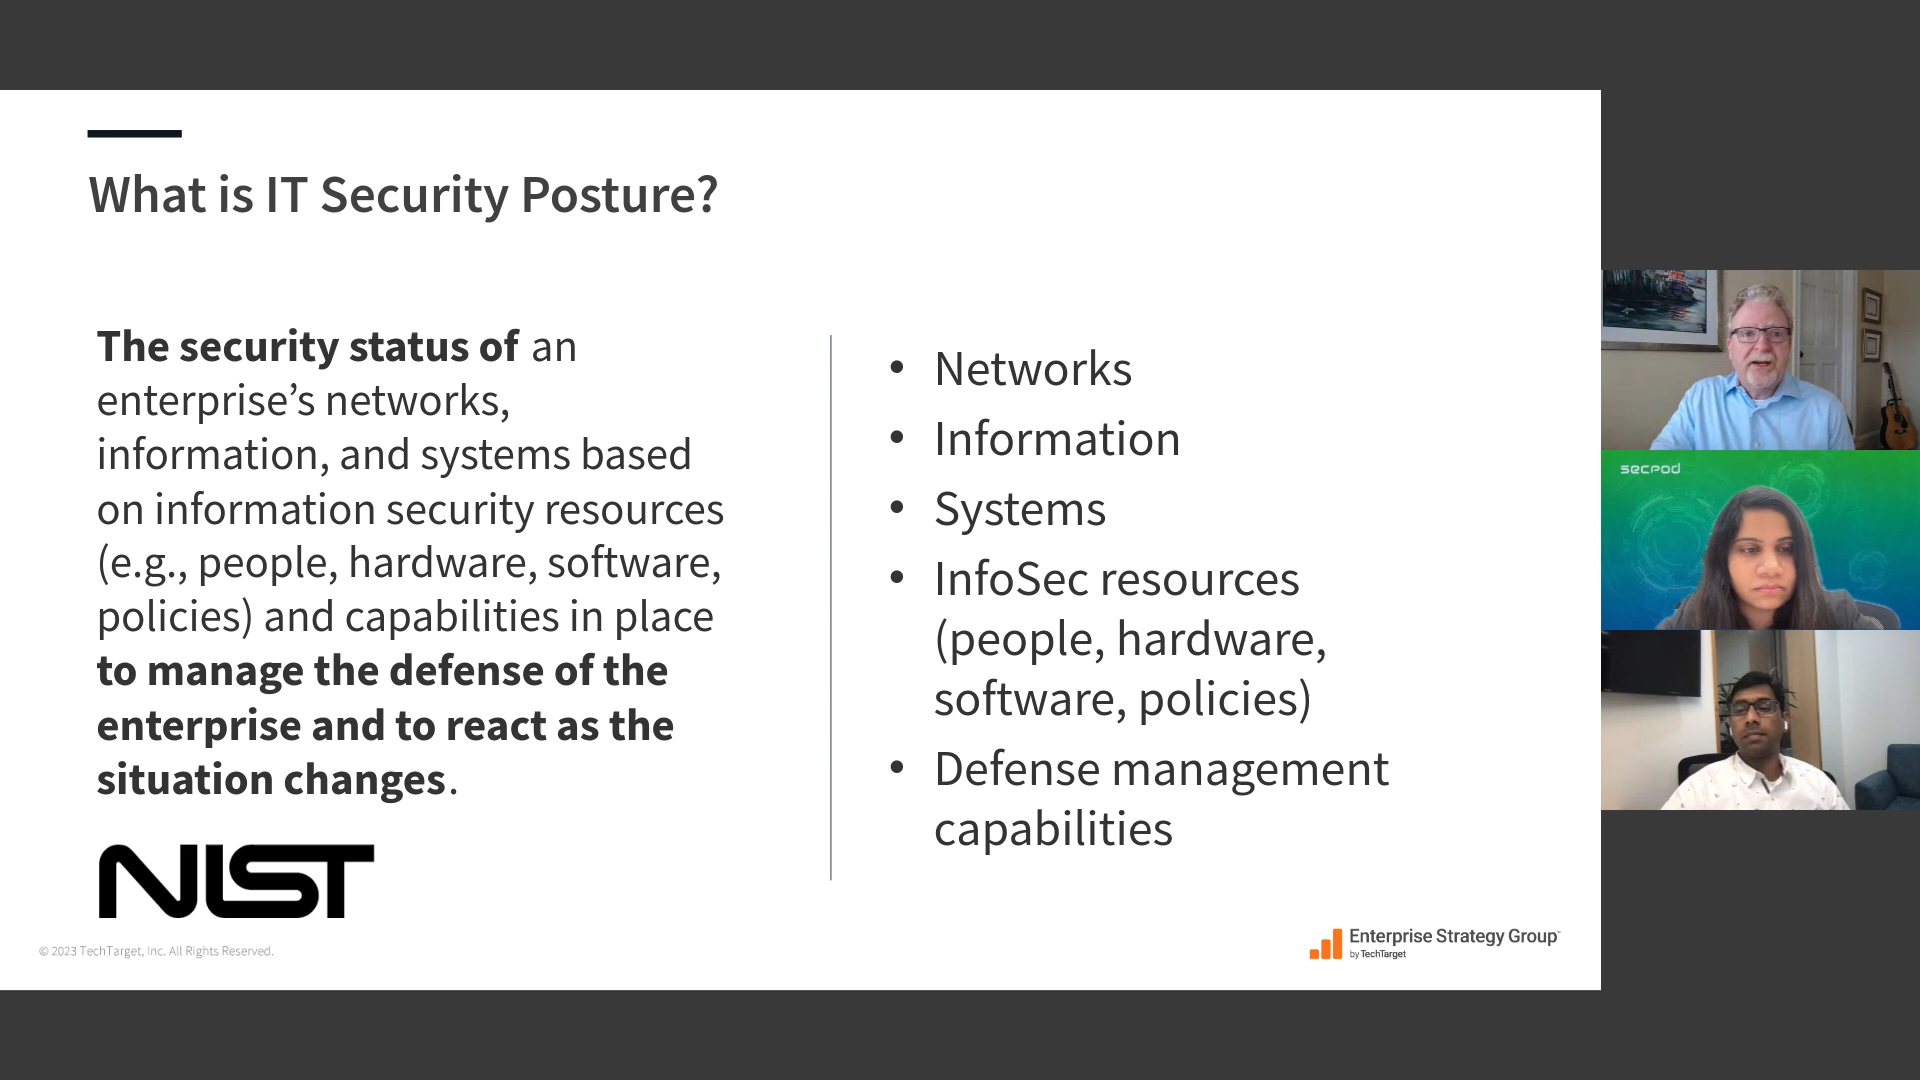 What is IT Security Posture?
The security status of an
enterprise’s networks,
information, and systems based
on information security resources
(e.g., people, hardware, software,
policies) and capabilities in place
to manage the defense of the
enterprise and to react as the
situation changes.
NIST
© 2023 TechTarget, Inc. All Rights Reserved.
• Networks
• Information
• Systems
• InfoSec resources
(people, hardware,
software, policies)
• Defense management
capabilities
Enterprise Strategy Group™
by TechTarget
secpod